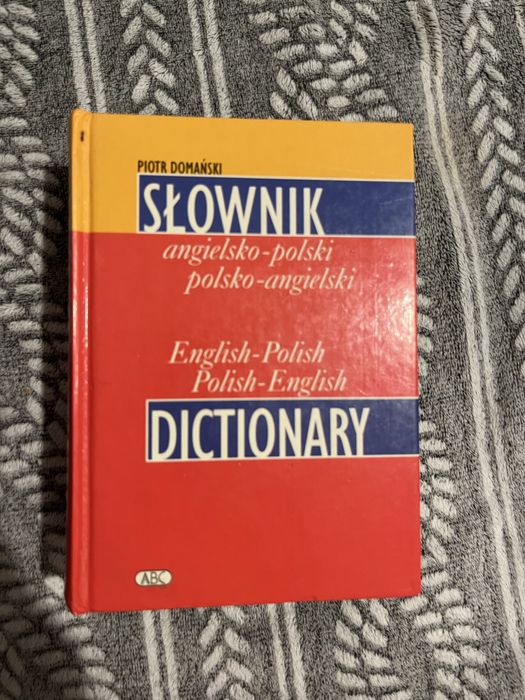 PIOTR DOMAŃSKI
SŁOWNIK
angielsko-polski
polsko-angielski
English-Polish
Polish-English
DICTIONARY
ABC